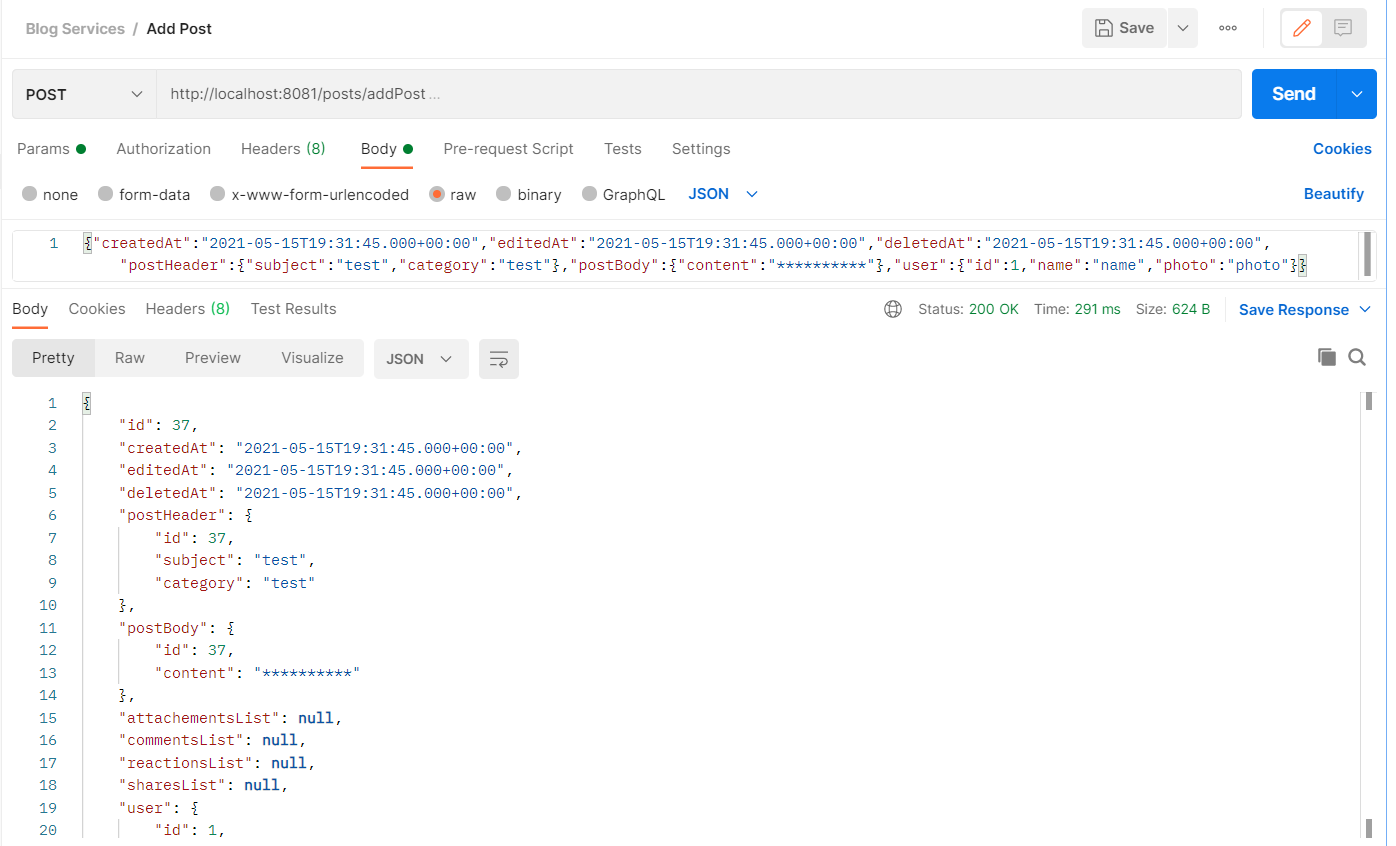 Blog Services / Add Post Save ooo
POST http://localhost:8081/posts/addPost ... Send
Params Authorization Headers (8) Body Pre-request Script Tests Settings Cookies
none form-data x-www-form-urlencoded raw binary GraphQL JSON Beautify
1 {"createdAt":"2021-05-15T19:31:45.000+00:00","editedAt":"2021-05-15T19:31:45.000+00:00","deletedAt":"2021-05-15T19:31:45.000+00:00",
"postHeader":{"subject":"test","category":"test"},"postBody":{"content":"**********"},"user":{"id":1,"name":"name","photo":"photo"}}
Body Cookies Headers (8) Test Results Status: 200 OK Time: 291 ms Size: 624 B Save Response
Pretty Raw Preview Visualize JSON
1 {
2 "id": 37,
3 "createdAt": "2021-05-15T19:31:45.000+00:00",
4 "editedAt": "2021-05-15T19:31:45.000+00:00",
5 "deletedAt": "2021-05-15T19:31:45.000+00:00",
6 "postHeader": {
7 "id": 37,
8 "subject": "test",
9 "category": "test"
10 },
11 "postBody": {
12 "id": 37,
13 "content": "**********"
14 },
15 "attachementsList": null,
16 "commentsList": null,
17 "reactionsList": null,
18 "sharesList": null,
19 "user": {
20 "id": 1,